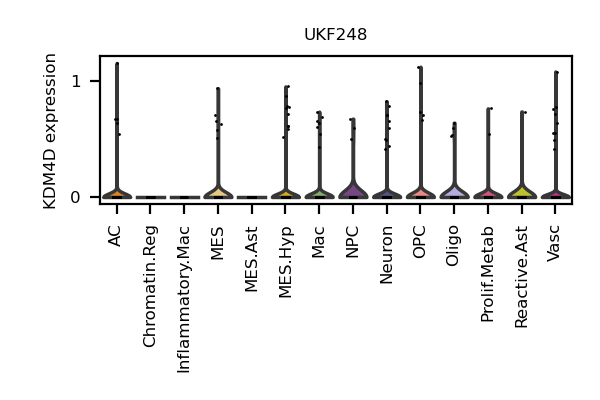 UKF248
KDM4D expression
1
0
AC
Chromatin.Reg
Inflammatory.Mac
MES
MES.Ast
MES.Hyp
Mac
NPC
Neuron
OPC
Oligo
Prolif.Metab
Reactive.Ast
Vasc